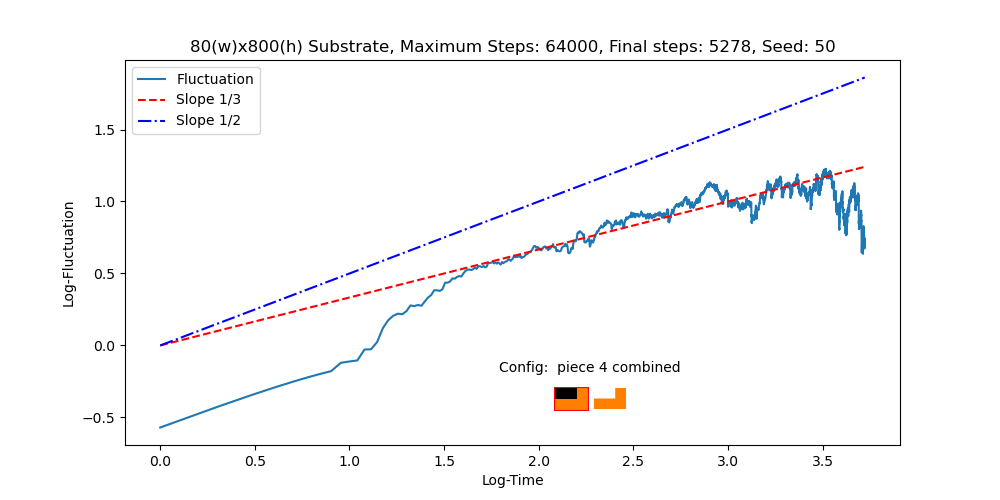 80(w)x800(h) Substrate, Maximum Steps: 64000, Final steps: 5278, Seed: 50
Fluctuation
Slope 1/3
Slope 1/2
1.5
1.0
0.5
0.0
−0.5
Log-Fluctuation
Config:  piece 4 combined
0.0 0.5 1.0 1.5 2.0 2.5 3.0 3.5
Log-Time